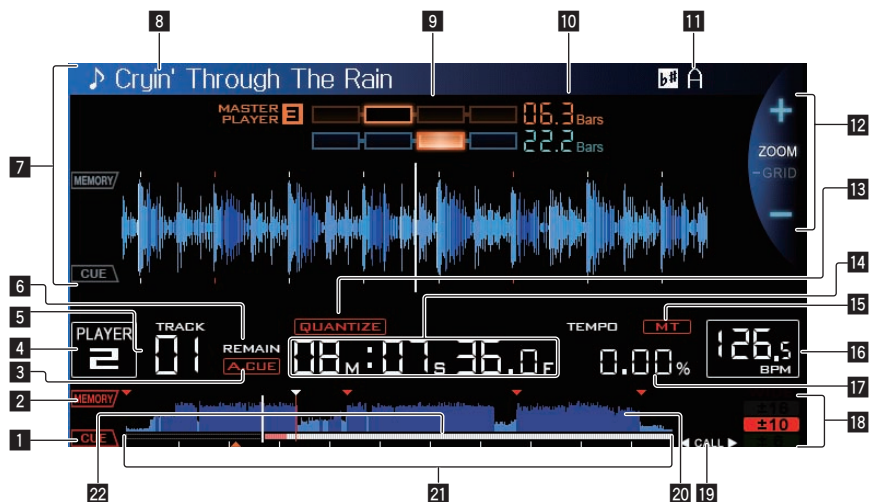 8 9 10 11
♪ Cryin' Through The Rain ♭# A
MASTER PLAYER 3 06.3 Bars
22.2 Bars
7
+
ZOOM
-GRID
−
12
MEMORY
CUE
13
14
15
16
17
18
6
5
4
3
2
1
PLAYER 2
TRACK 01
REMAIN
A.CUE
QUANTIZE
08 M : 07 S 36.0 F
TEMPO MT
0.00%
126.5 BPM
MEMORY
CUE
±16
±10
±6
◀ CALL ▶
22 21 20 19